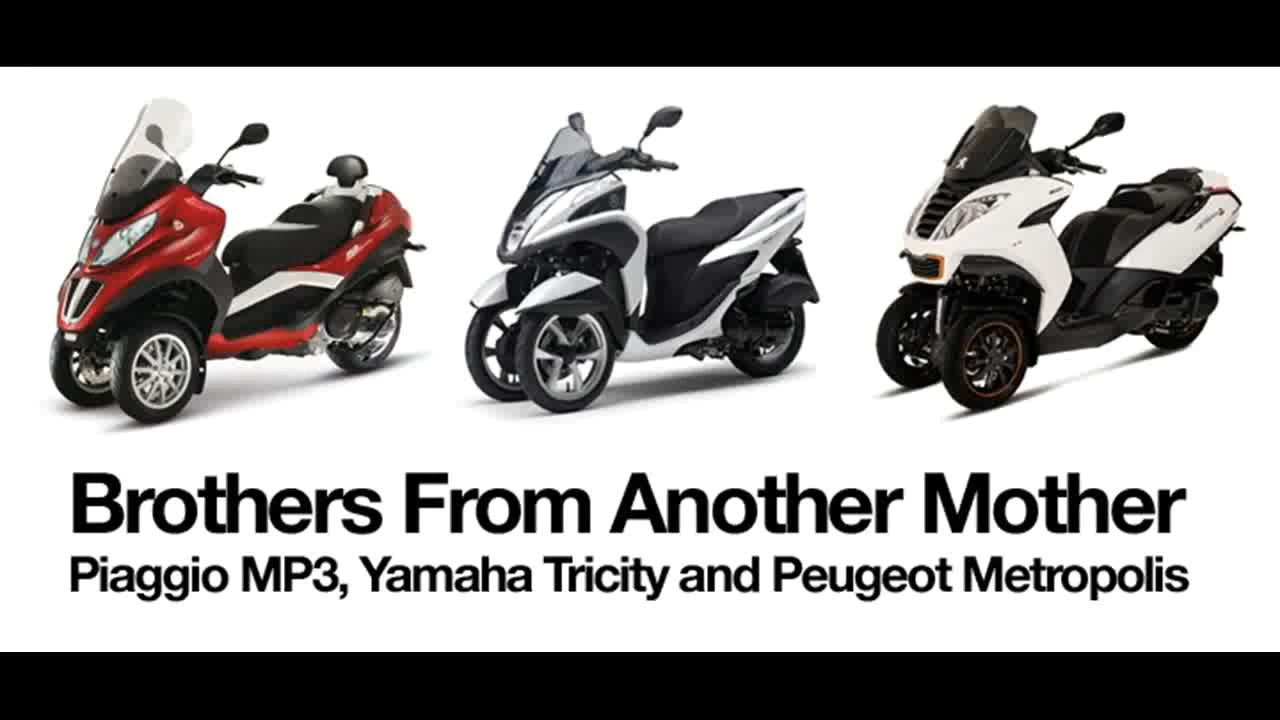 Brothers From Another Mother
Piaggio MP3, Yamaha Tricity and Peugeot Metropolis